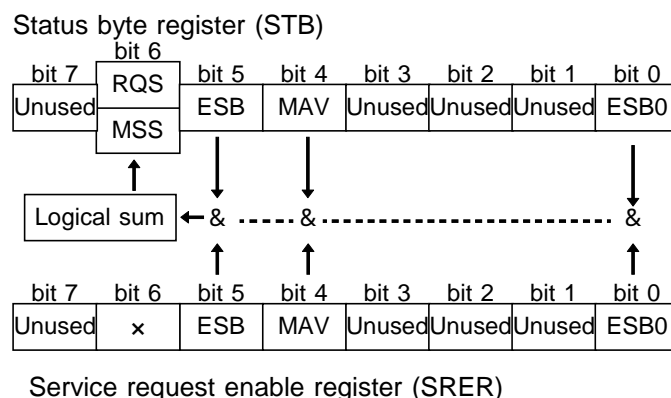 Status byte register (STB)
bit 6
bit 7 bit 5 bit 4 bit 3 bit 2 bit 1 bit 0
RQS
Unused ESB MAV Unused Unused Unused ESB0
MSS
Logical sum & & &
bit 7 bit 6 bit 5 bit 4 bit 3 bit 2 bit 1 bit 0
Unused × ESB MAV Unused Unused Unused ESB0
Service request enable register (SRER)